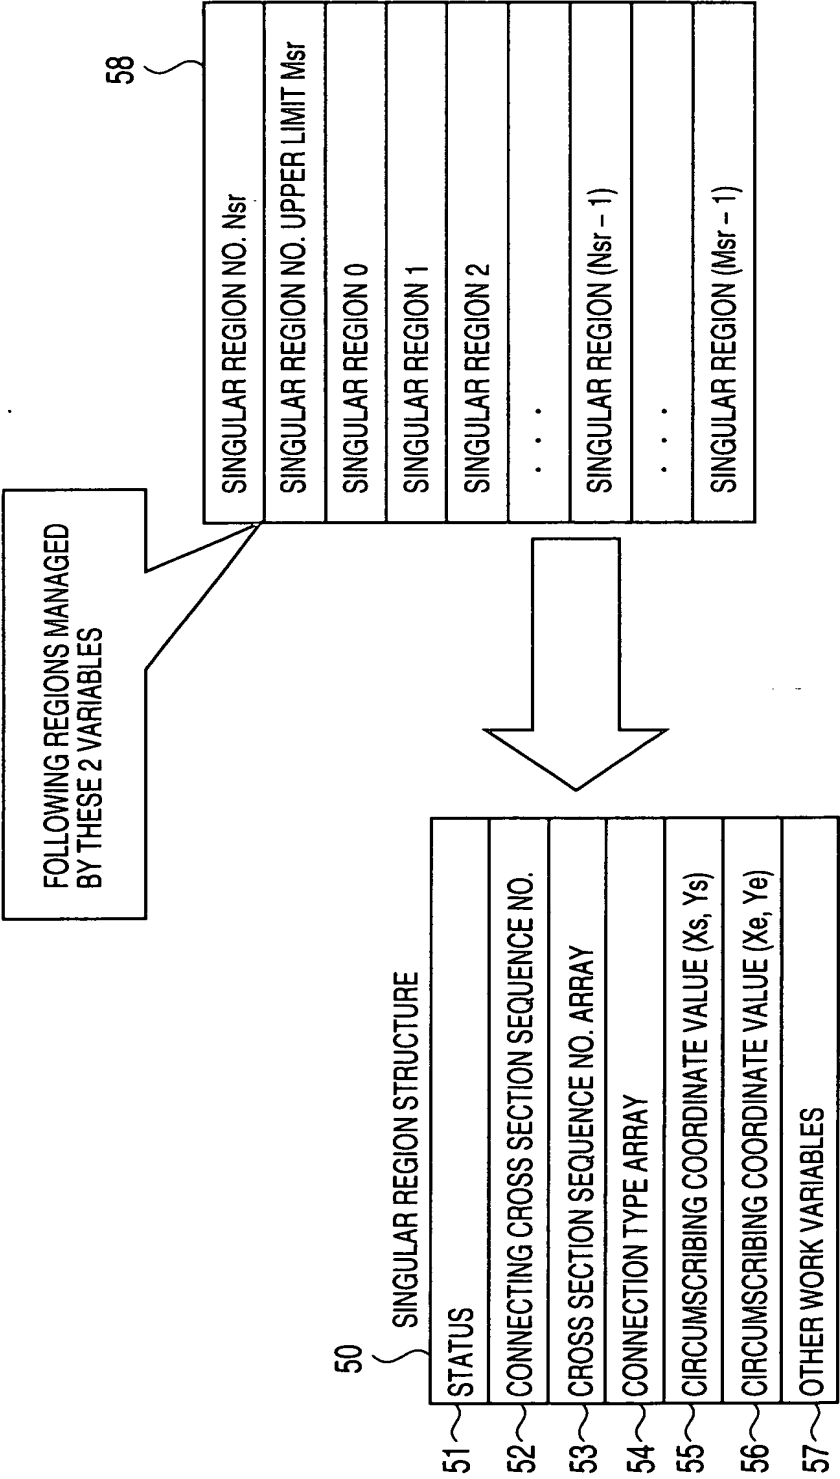 FOLLOWING REGIONS MANAGED
BY THESE 2 VARIABLES
58
SINGULAR REGION NO. Nsr
SINGULAR REGION NO. UPPER LIMIT Msr
SINGULAR REGION 0
SINGULAR REGION 1
SINGULAR REGION 2
. . .
SINGULAR REGION (Nsr – 1)
. . .
SINGULAR REGION (Msr – 1)
SINGULAR REGION STRUCTURE
50
51 STATUS
52 CONNECTING CROSS SECTION SEQUENCE NO.
53 CROSS SECTION SEQUENCE NO. ARRAY
54 CONNECTION TYPE ARRAY
55 CIRCUMSCRIBING COORDINATE VALUE (Xs, Ys)
56 CIRCUMSCRIBING COORDINATE VALUE (Xe, Ye)
57 OTHER WORK VARIABLES